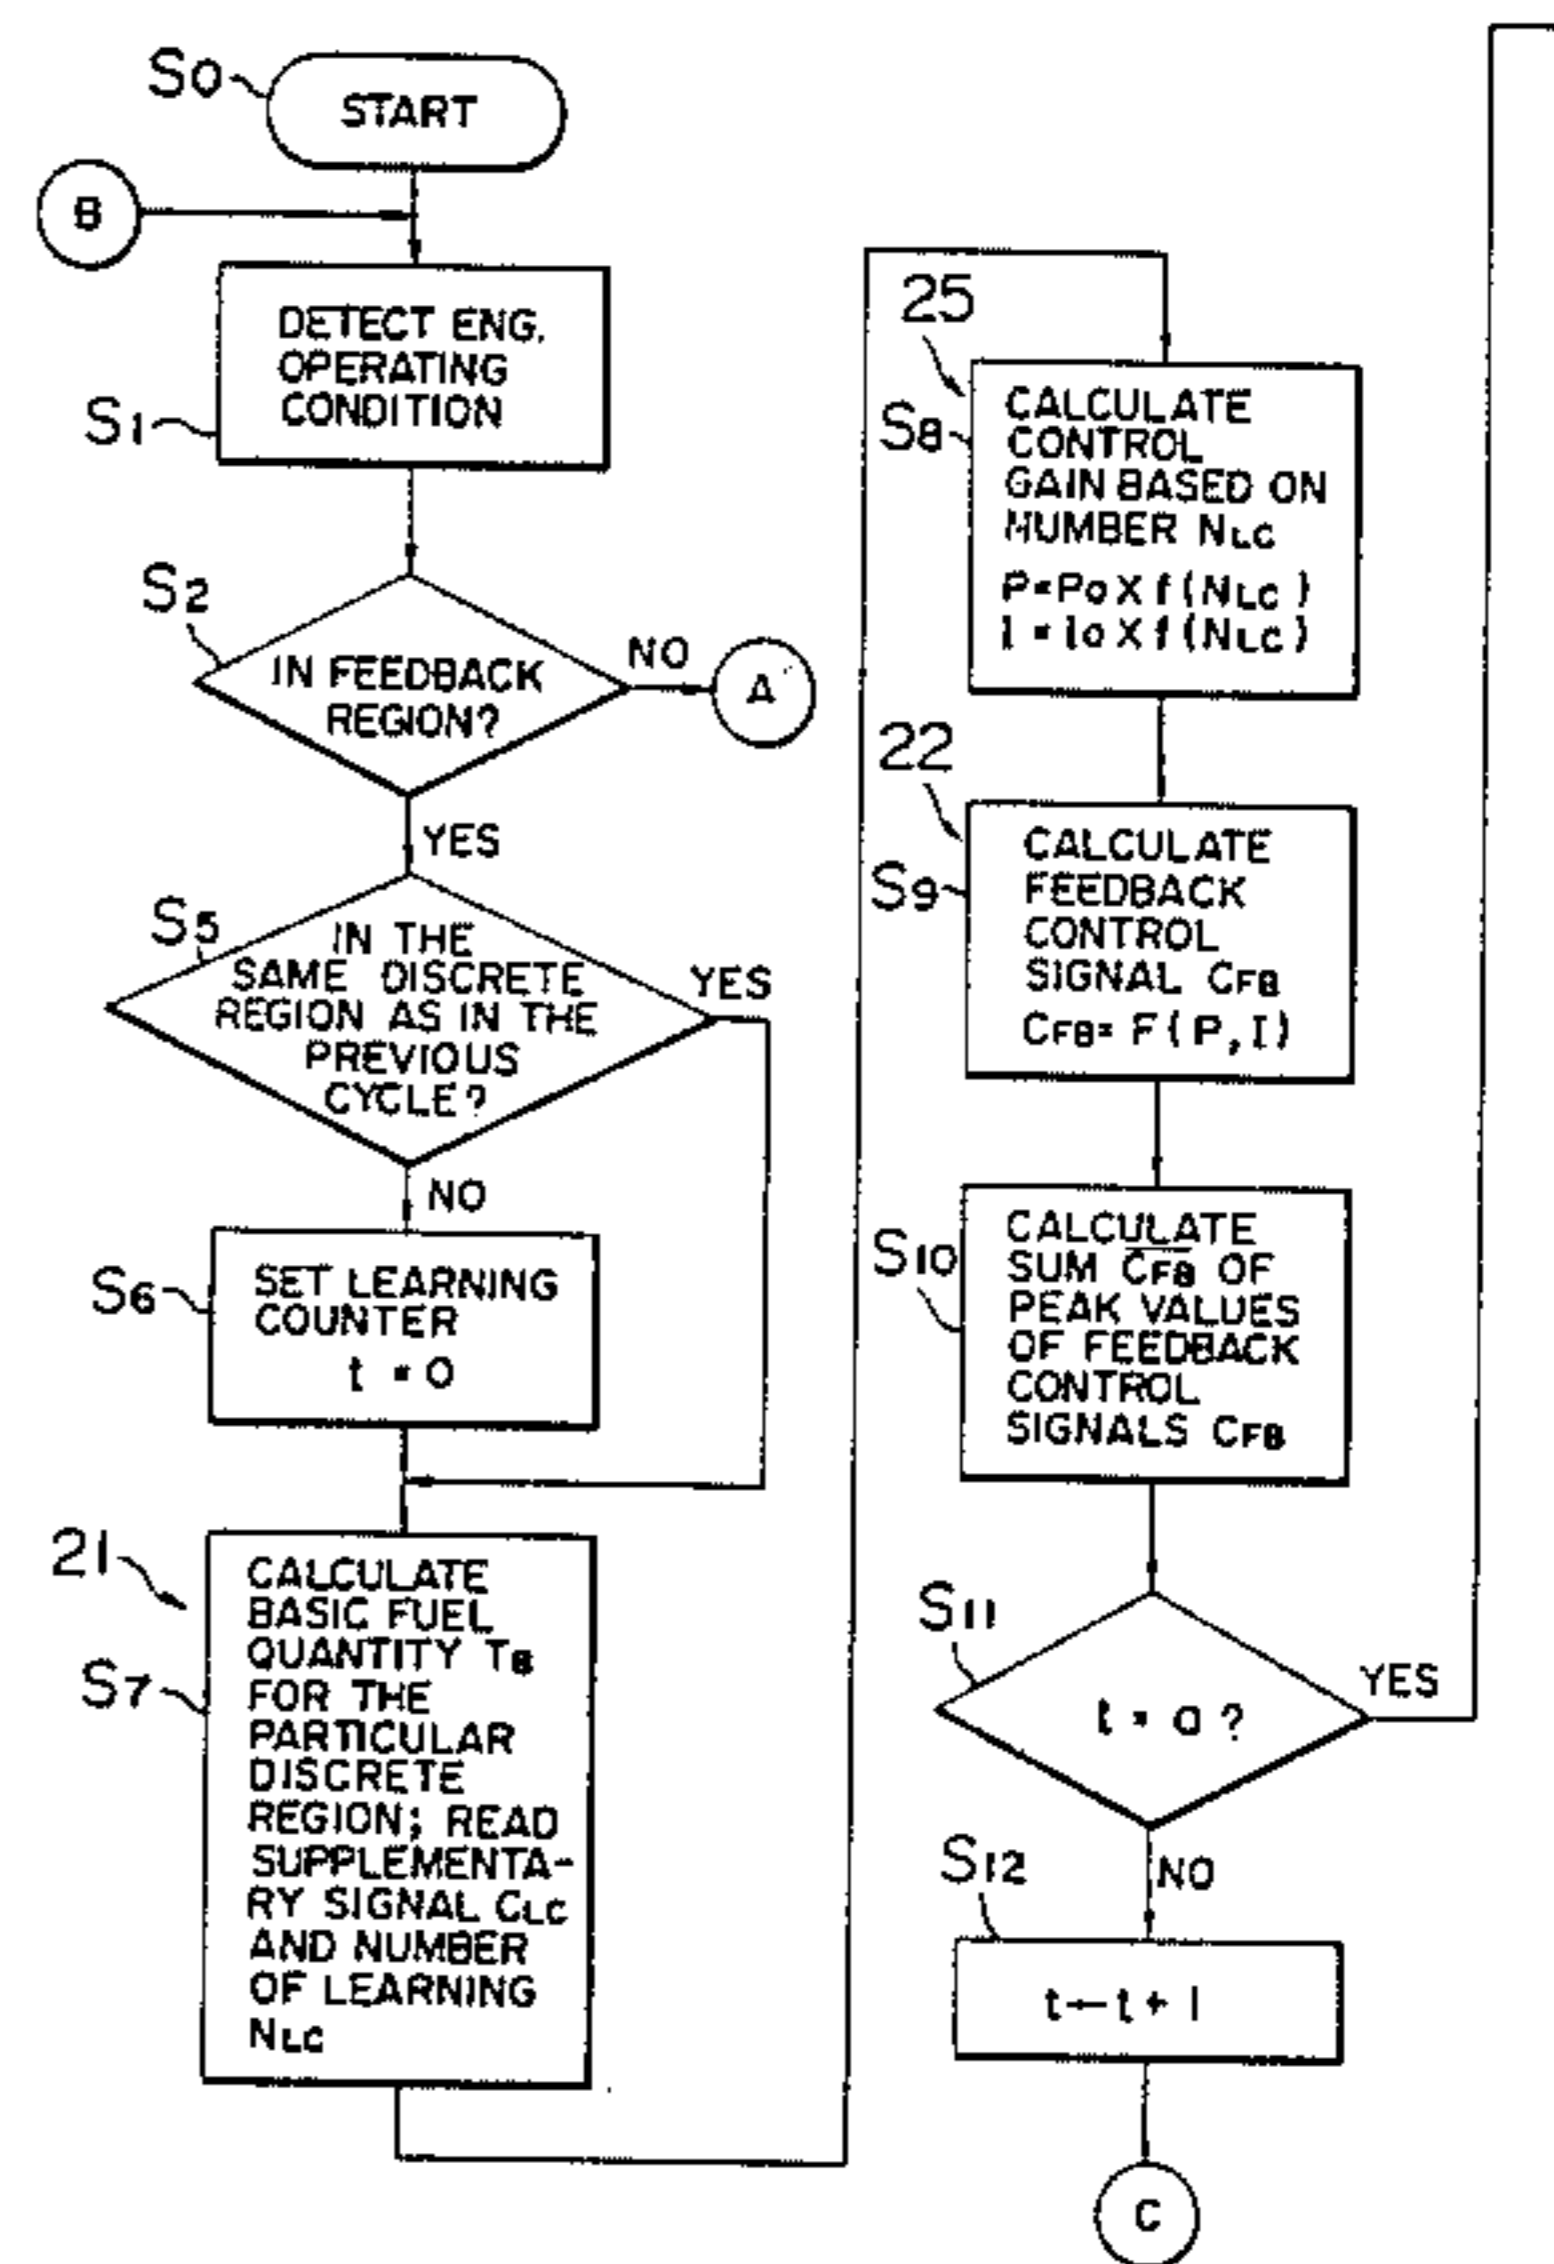 S0
START
B
DETECT ENG.
OPERATING
CONDITION
S1
S2
IN FEEDBACK
REGION?
NO
A
YES
S5
IN THE
SAME DISCRETE
REGION AS IN THE
PREVIOUS
CYCLE?
YES
NO
S6
SET LEARNING
COUNTER
t = 0
21
S7
CALCULATE
BASIC FUEL
QUANTITY TB
FOR THE
PARTICULAR
DISCRETE
REGION; READ
SUPPLEMENTA-
RY SIGNAL CLC
AND NUMBER
OF LEARNING
NLC
25
S8
CALCULATE
CONTROL
GAIN BASED ON
NUMBER NLC
P=Po X f(NLC)
I=Io X f(NLC)
22
S9
CALCULATE
FEEDBACK
CONTROL
SIGNAL CFB
CFB= F(P,I)
S10
CALCULATE
SUM C̅F̅B̅ OF
PEAK VALUES
OF FEEDBACK
CONTROL
SIGNALS CFB
S11
t = a ?
YES
NO
S12
t ← t + 1
C